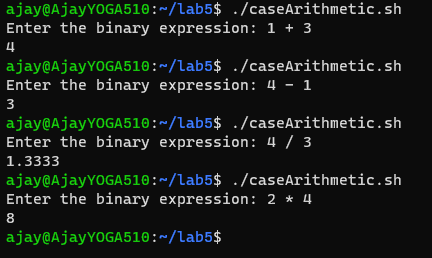 ajay@AjayYOGA510:~/lab5$ ./caseArithmetic.sh
Enter the binary expression: 1 + 3
4
ajay@AjayYOGA510:~/lab5$ ./caseArithmetic.sh
Enter the binary expression: 4 - 1
3
ajay@AjayYOGA510:~/lab5$ ./caseArithmetic.sh
Enter the binary expression: 4 / 3
1.3333
ajay@AjayYOGA510:~/lab5$ ./caseArithmetic.sh
Enter the binary expression: 2 * 4
8
ajay@AjayYOGA510:~/lab5$